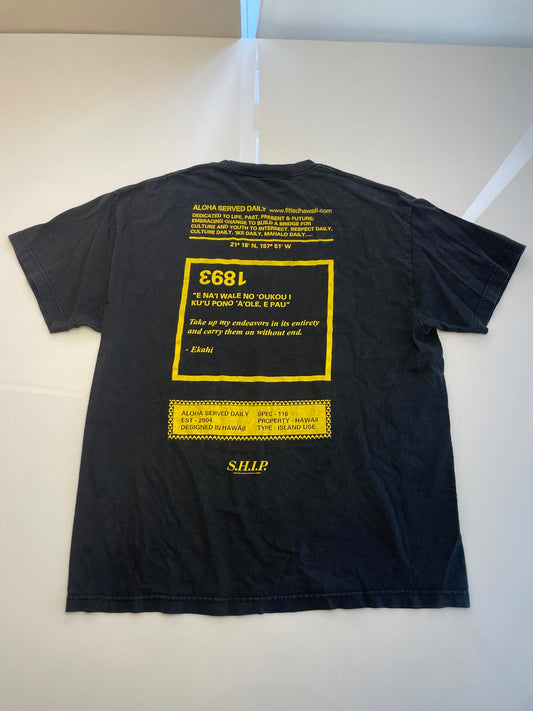 ALOHA SERVED DAILY www.fittedhawaii.com
DEDICATED TO LIFE, PAST, PRESENT & FUTURE;
EMBRACING CHANGE TO BUILD A BRIDGE FOR
CULTURE AND YOUTH TO INTERSECT. RESPECT DAILY,
CULTURE DAILY, 'IKE DAILY, MAHALO DAILY.....
21° 18' N, 157° 51' W
1893
"E NA'I WALE NO 'OUKOU I
KU'U PONO 'A'OLE, E PAU"
Take up my endeavors in its entirety
and carry them on without end.
- Ekahi
ALOHA SERVED DAILY SPEC - 116
EST - 2004 PROPERTY - HAWAII
DESIGNED IN HAWAII TYPE - ISLAND USE
S.H.I.P.